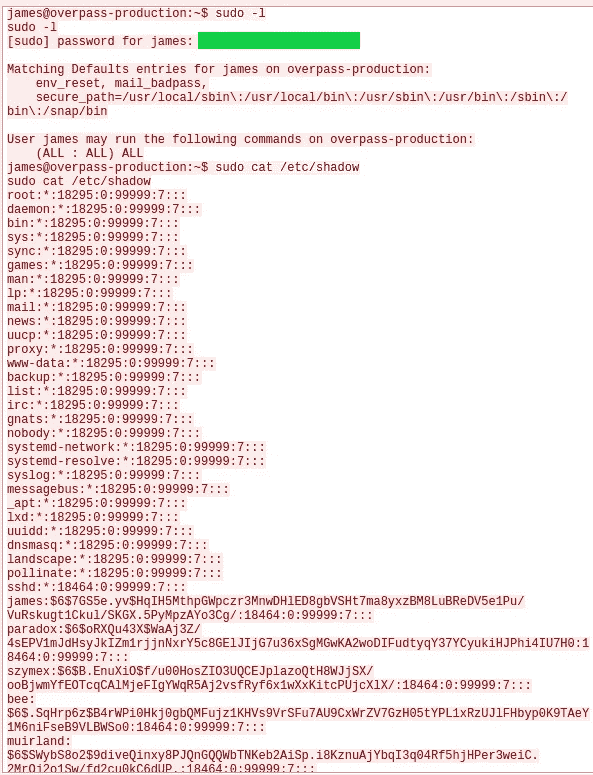 james@overpass-production:~$ sudo -l
sudo -l
[sudo] password for james:
Matching Defaults entries for james on overpass-production:
    env_reset, mail_badpass,
    secure_path=/usr/local/sbin\:/usr/local/bin\:/usr/sbin\:/usr/bin\:/sbin\:/
bin\:/snap/bin
User james may run the following commands on overpass-production:
    (ALL : ALL) ALL
james@overpass-production:~$ sudo cat /etc/shadow
sudo cat /etc/shadow
root:*:18295:0:99999:7:::
daemon:*:18295:0:99999:7:::
bin:*:18295:0:99999:7:::
sys:*:18295:0:99999:7:::
sync:*:18295:0:99999:7:::
games:*:18295:0:99999:7:::
man:*:18295:0:99999:7:::
lp:*:18295:0:99999:7:::
mail:*:18295:0:99999:7:::
news:*:18295:0:99999:7:::
uucp:*:18295:0:99999:7:::
proxy:*:18295:0:99999:7:::
www-data:*:18295:0:99999:7:::
backup:*:18295:0:99999:7:::
list:*:18295:0:99999:7:::
irc:*:18295:0:99999:7:::
gnats:*:18295:0:99999:7:::
nobody:*:18295:0:99999:7:::
systemd-network:*:18295:0:99999:7:::
systemd-resolve:*:18295:0:99999:7:::
syslog:*:18295:0:99999:7:::
messagebus:*:18295:0:99999:7:::
_apt:*:18295:0:99999:7:::
lxd:*:18295:0:99999:7:::
uuidd:*:18295:0:99999:7:::
dnsmasq:*:18295:0:99999:7:::
landscape:*:18295:0:99999:7:::
pollinate:*:18295:0:99999:7:::
sshd:*:18464:0:99999:7:::
james:$6$7GS5e.yv$HqIH5MthpGWpczr3MnwDHlED8gbVSHt7ma8yxzBM8LuBReDV5e1Pu/
VuRskugt1Ckul/SKGX.5PyMpzAYo3Cg/:18464:0:99999:7:::
paradox:$6$oRXQu43X$WaAj3Z/
4sEPV1mJdHsyJkIZm1rjjnNxrY5c8GElJIjG7u36xSgMGwKA2woDIFudtyqY37YCyukiHJPhi4IU7H0:1
8464:0:99999:7:::
szymex:$6$B.EnuXiO$f/u00HosZIO3UQCEJplazoQtH8WJjSX/
ooBjwmYfEOTcqCAlMjeFIgYWqR5Aj2vsfRyf6x1wXxKitcPUjcXlX/:18464:0:99999:7:::
bee:
$6$.SqHrp6z$B4rWPi0Hkj0gbQMFujz1KHVs9VrSFu7AU9CxWrZV7GzH05tYPL1xRzUJlFHbyp0K9TAeY
1M6niFseB9VLBWSo0:18464:0:99999:7:::
muirland:
$6$SWybS8o2$9diveQinxy8PJQnGQQWbTNKeb2AiSp.i8KznuAjYbqI3q04Rf5hjHPer3weiC.
2MrOi2o1Sw/fd2cu0kC6dUP.:18464:0:99999:7:::